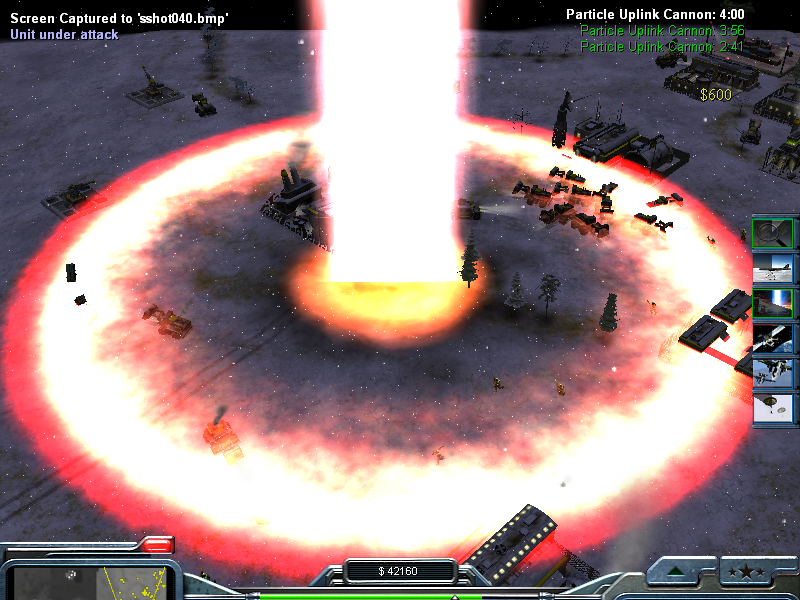 Screen Captured to 'sshot040.bmp'
Unit under attack
Particle Uplink Cannon: 4:00
Particle Uplink Cannon: 3:56
Particle Uplink Cannon: 2:41
$600
$ 42160